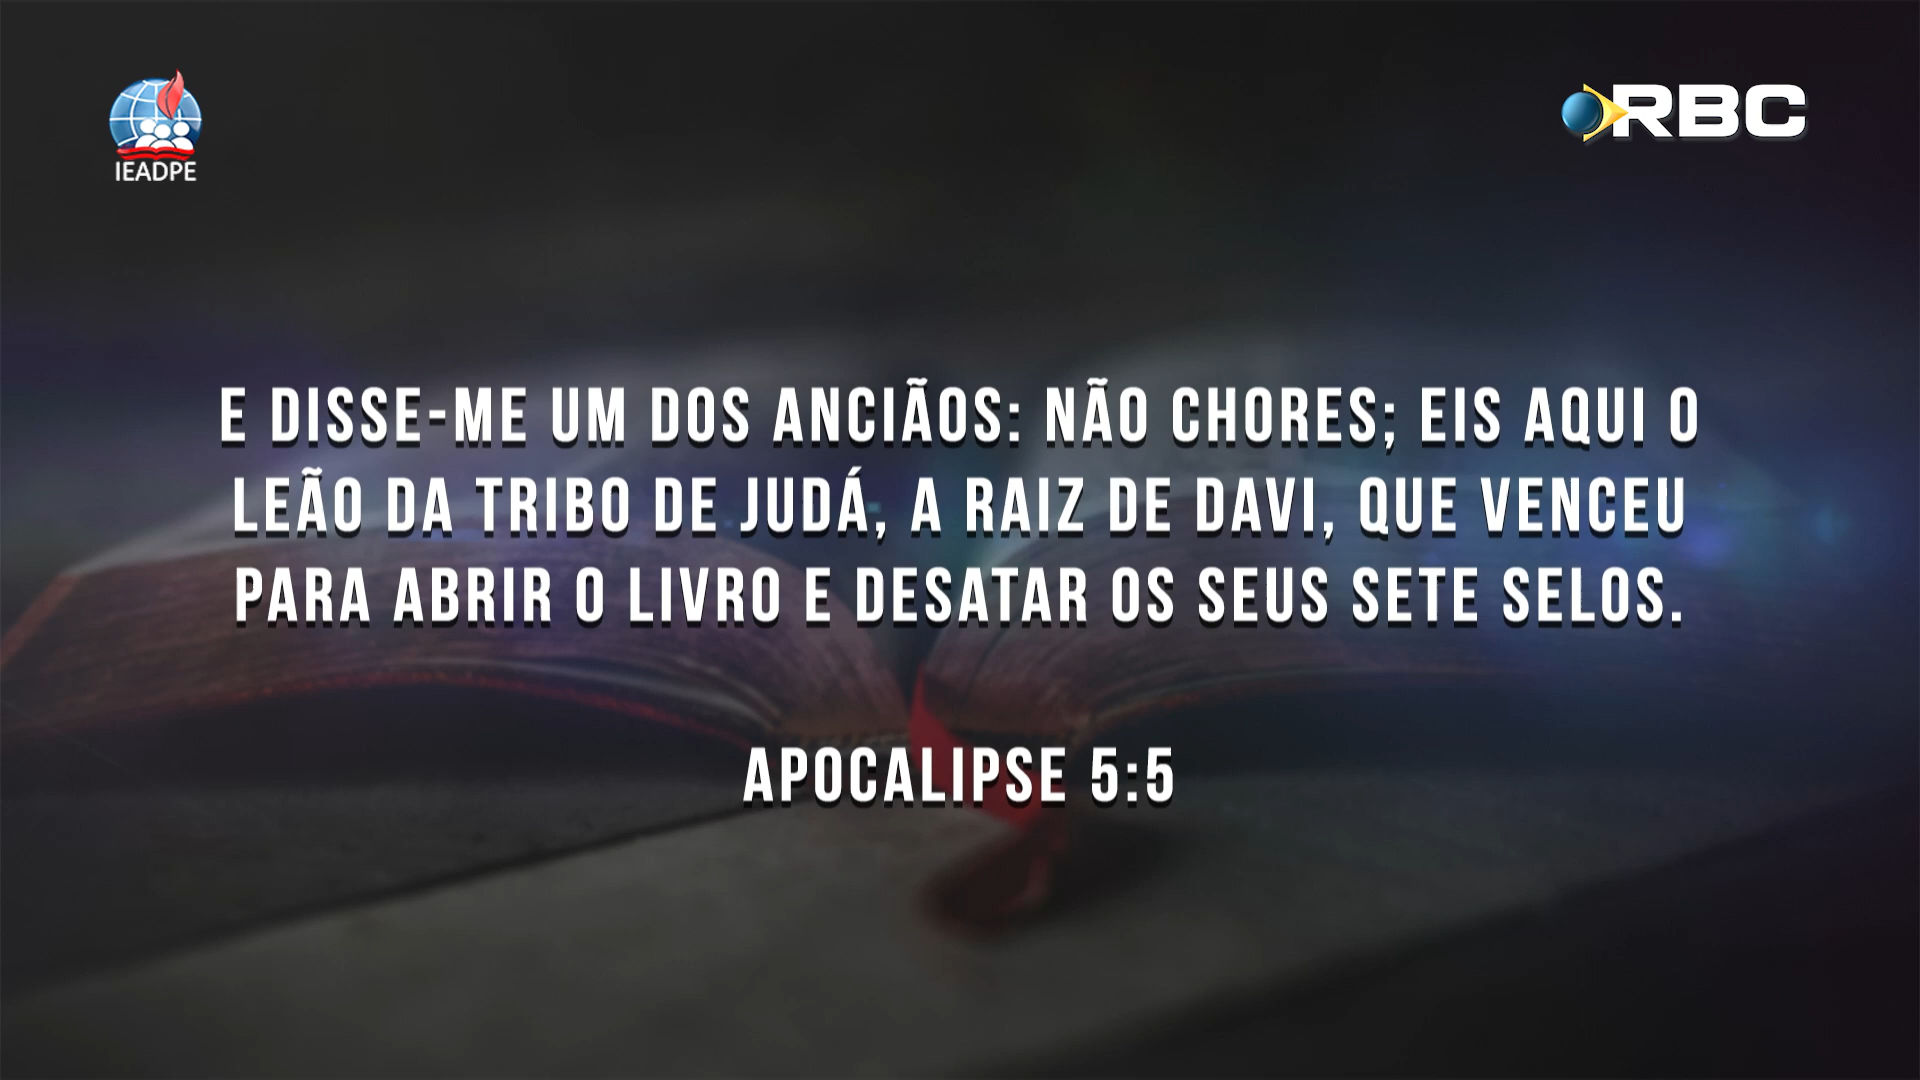 IEADPE
RBC
E DISSE-ME UM DOS ANCIÃOS: NÃO CHORES; EIS AQUI O
LEÃO DA TRIBO DE JUDÁ, A RAIZ DE DAVI, QUE VENCEU
PARA ABRIR O LIVRO E DESATAR OS SEUS SETE SELOS.
APOCALIPSE 5:5